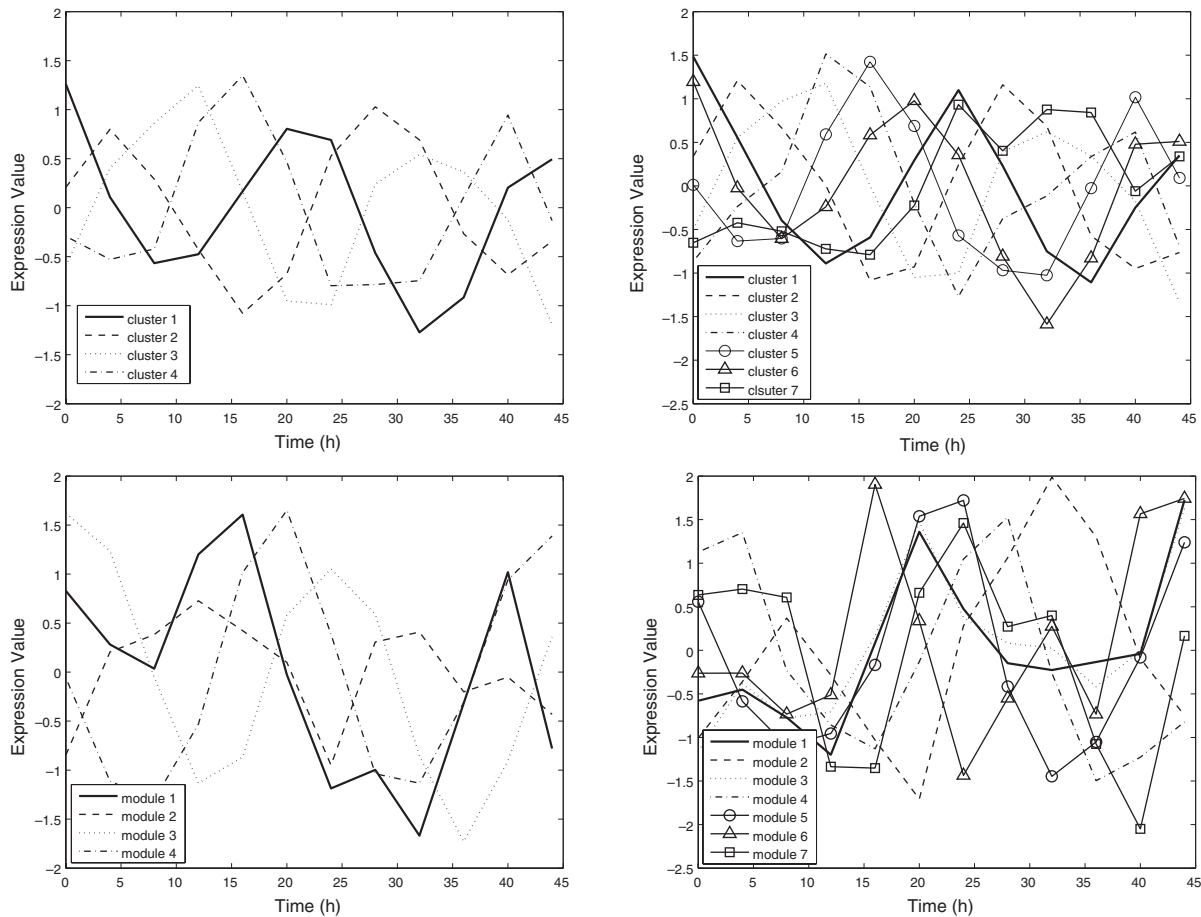 2
1.5
1
0.5
0
−0.5
−1
−1.5
−2
Expression Value
cluster 1
cluster 2
cluster 3
cluster 4
0 5 10 15 20 25 30 35 40 45
Time (h)
2
1.5
1
0.5
0
−0.5
−1
−1.5
−2
−2.5
Expression Value
cluster 1
cluster 2
cluster 3
cluster 4
cluster 5
cluster 6
clsuter 7
0 5 10 15 20 25 30 35 40 45
Time (h)
2
1.5
1
0.5
0
−0.5
−1
−1.5
−2
Expression Value
module 1
module 2
module 3
module 4
0 5 10 15 20 25 30 35 40 45
Time (h)
2
1.5
1
0.5
0
−0.5
−1
−1.5
−2
−2.5
Expression Value
module 1
module 2
module 3
module 4
module 5
module 6
module 7
0 5 10 15 20 25 30 35 40 45
Time (h)